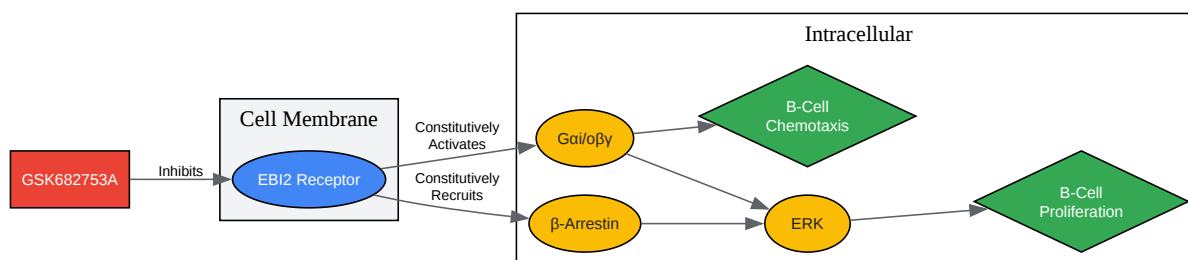 GSK682753A
Inhibits
Cell Membrane
EBI2 Receptor
Constitutively
Activates
Constitutively
Recruits
Intracellular
Gαi/oβγ
β-Arrestin
B-Cell
Chemotaxis
ERK
B-Cell
Proliferation